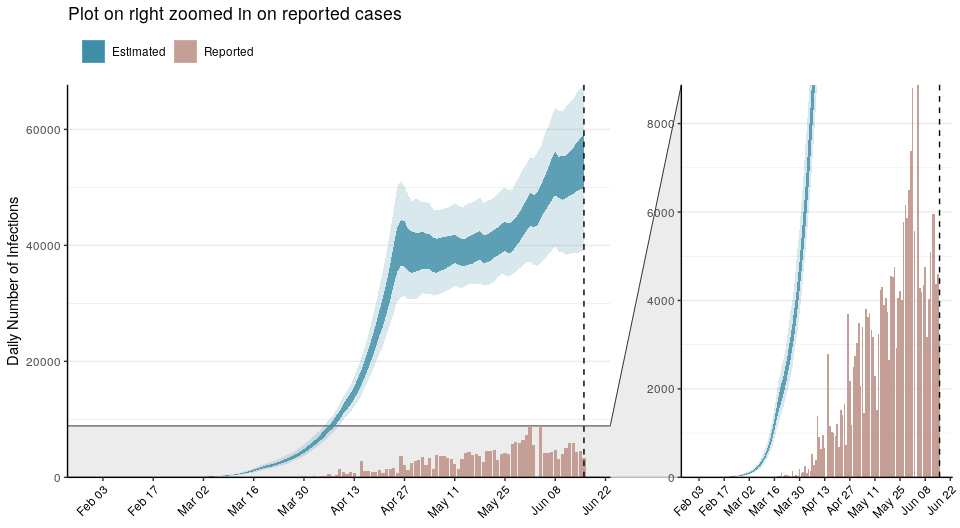 Plot on right zoomed in on reported cases
Estimated Reported
Daily Number of Infections
60000
40000
20000
0
Feb 03 Feb 17 Mar 02 Mar 16 Mar 30 Apr 13 Apr 27 May 11 May 25 Jun 08 Jun 22
8000
6000
4000
2000
0
Feb 03 Feb 17 Mar 02 Mar 16 Mar 30 Apr 13 Apr 27 May 11 May 25 Jun 08 Jun 22